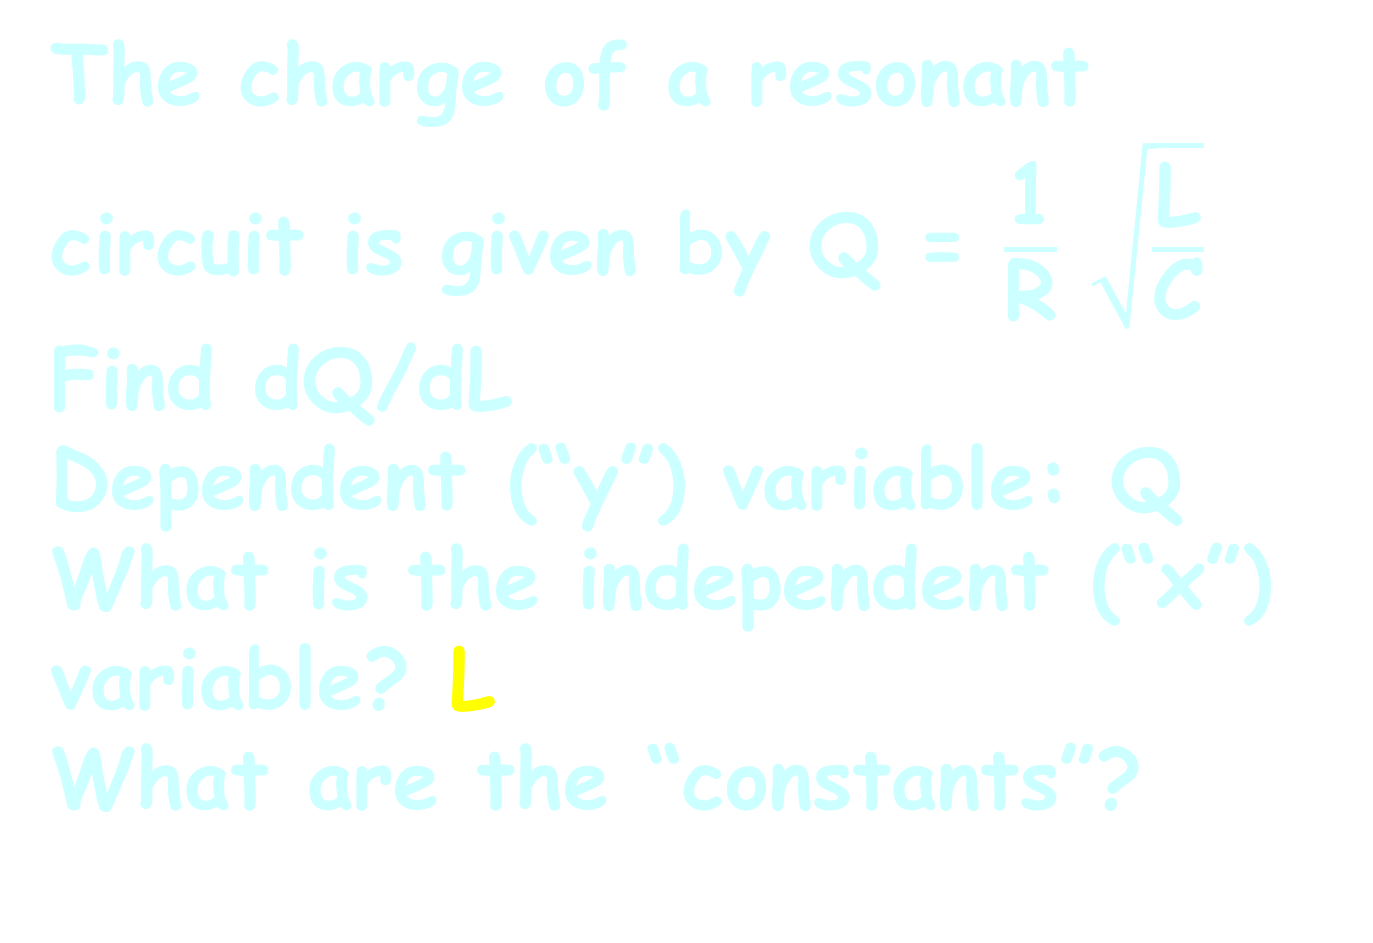 The charge of a resonant
circuit is given by Q = 1/R √(L/C)
Find dQ/dL
Dependent (“y”) variable: Q
What is the independent (“x”)
variable? L
What are the “constants”?